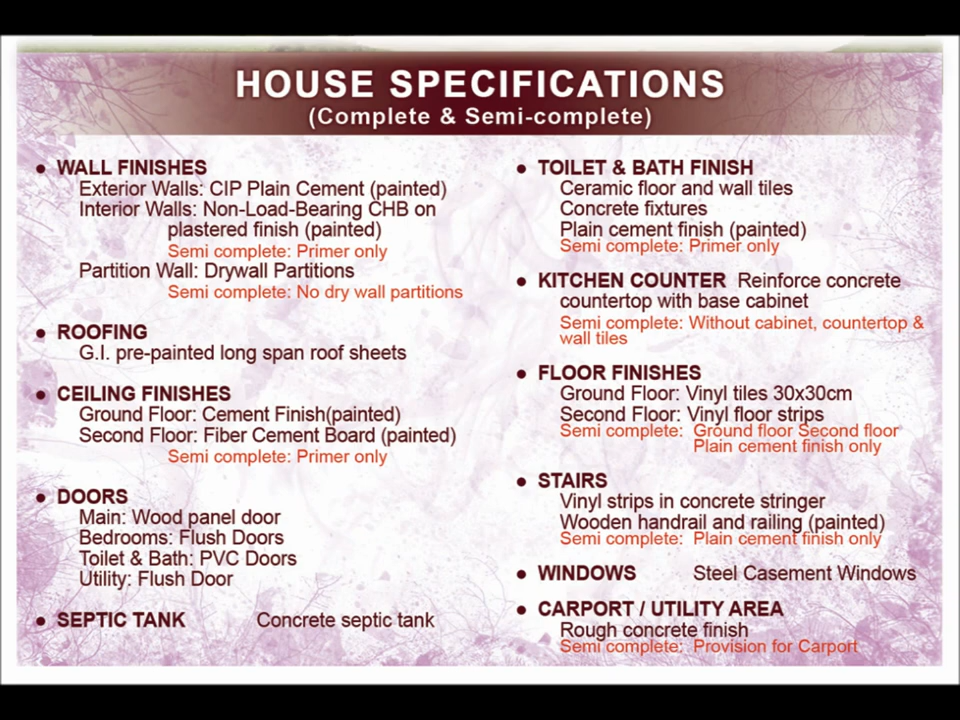 HOUSE SPECIFICATIONS
(Complete & Semi-complete)
● WALL FINISHES
Exterior Walls: CIP Plain Cement (painted)
Interior Walls: Non-Load-Bearing CHB on
plastered finish (painted)
Semi complete: Primer only
Partition Wall: Drywall Partitions
Semi complete: No dry wall partitions
● ROOFING
G.I. pre-painted long span roof sheets
● CEILING FINISHES
Ground Floor: Cement Finish(painted)
Second Floor: Fiber Cement Board (painted)
Semi complete: Primer only
● DOORS
Main: Wood panel door
Bedrooms: Flush Doors
Toilet & Bath: PVC Doors
Utility: Flush Door
● SEPTIC TANK Concrete septic tank
● TOILET & BATH FINISH
Ceramic floor and wall tiles
Concrete fixtures
Plain cement finish (painted)
Semi complete: Primer only
● KITCHEN COUNTER Reinforce concrete
countertop with base cabinet
Semi complete: Without cabinet, countertop &
wall tiles
● FLOOR FINISHES
Ground Floor: Vinyl tiles 30x30cm
Second Floor: Vinyl floor strips
Semi complete: Ground floor Second floor
Plain cement finish only
● STAIRS
Vinyl strips in concrete stringer
Wooden handrail and railing (painted)
Semi complete: Plain cement finish only
● WINDOWS Steel Casement Windows
● CARPORT / UTILITY AREA
Rough concrete finish
Semi complete: Provision for Carport